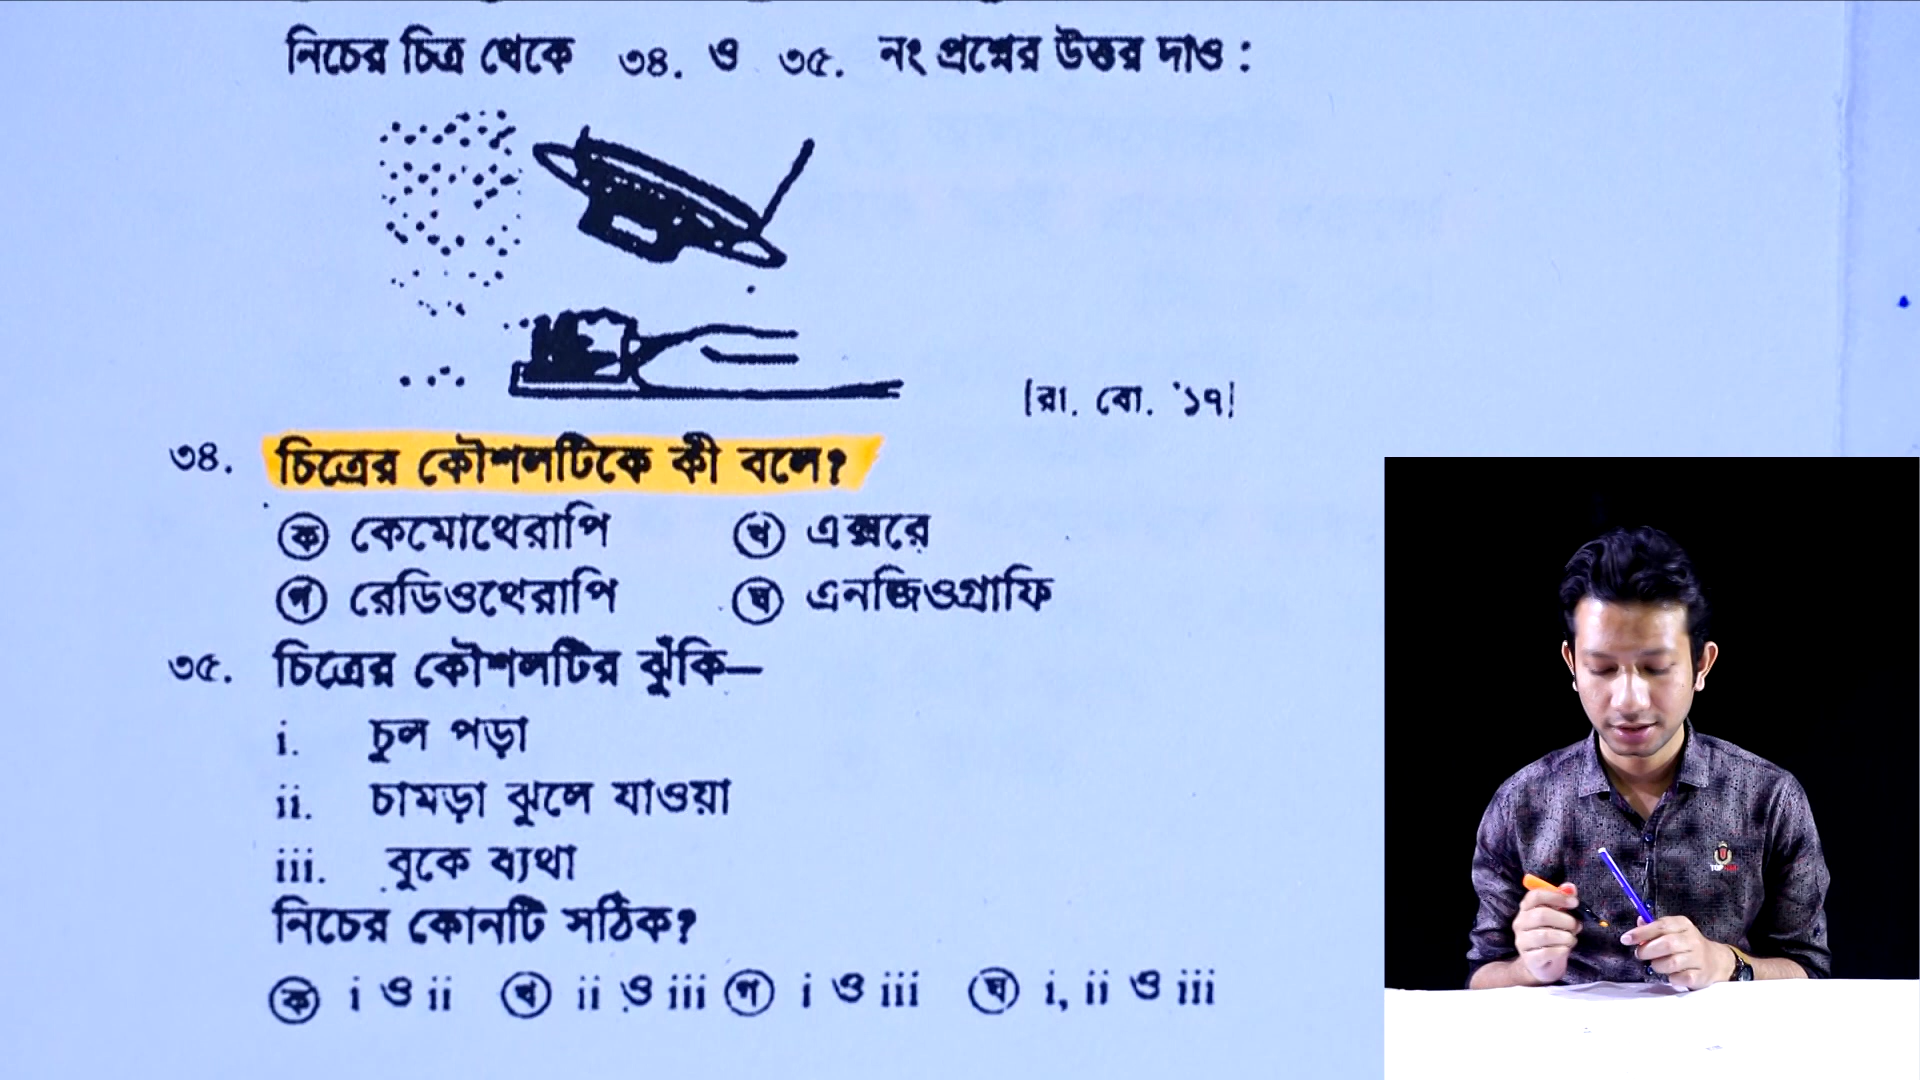 নিচের চিত্র থেকে ৩৪. ও ৩৫. নং প্রশ্নের উত্তর দাও :
[রা. বো. '১৭]
৩৪. চিত্রের কৌশলটিকে কী বলে?
ক কেমোথেরাপি খ এক্সরে
গ রেডিওথেরাপি ঘ এনজিওগ্রাফি
৩৫. চিত্রের কৌশলটির ঝুঁকি—
i. চুল পড়া
ii. চামড়া ঝুলে যাওয়া
iii. বুকে ব্যথা
নিচের কোনটি সঠিক?
ক i ও ii খ ii ও iii গ i ও iii ঘ i, ii ও iii